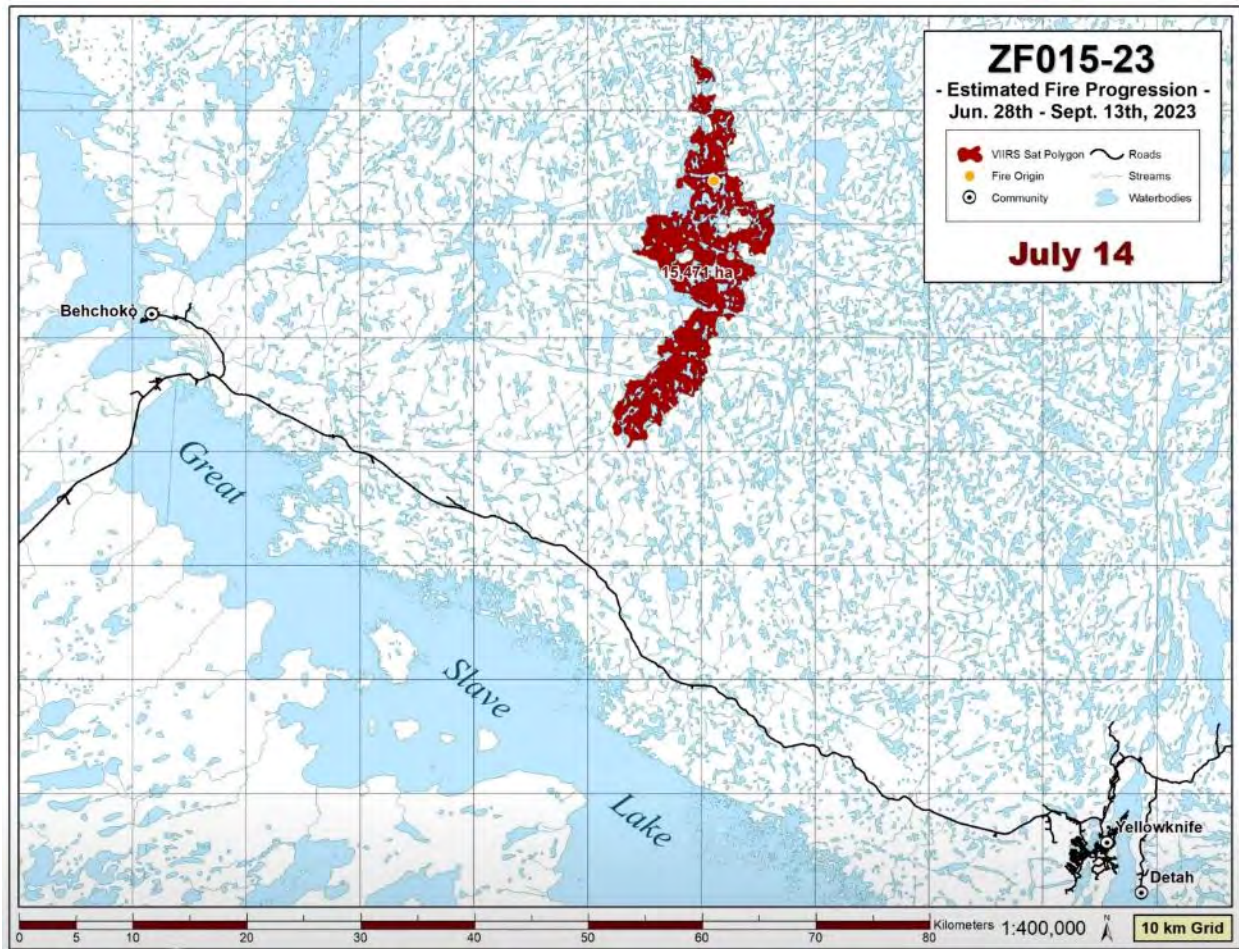 ZF015-23
- Estimated Fire Progression -
Jun. 28th - Sept. 13th, 2023
VIIRS Sat Polygon
Roads
Fire Origin
Streams
Community
Waterbodies
July 14
15,471 ha
Behchokǫ̀
Great
Slave
Lake
Yellowknife
Detah
0 5 10 20 30 40 50 60 70 80
Kilometers 1:400,000
N
10 km Grid